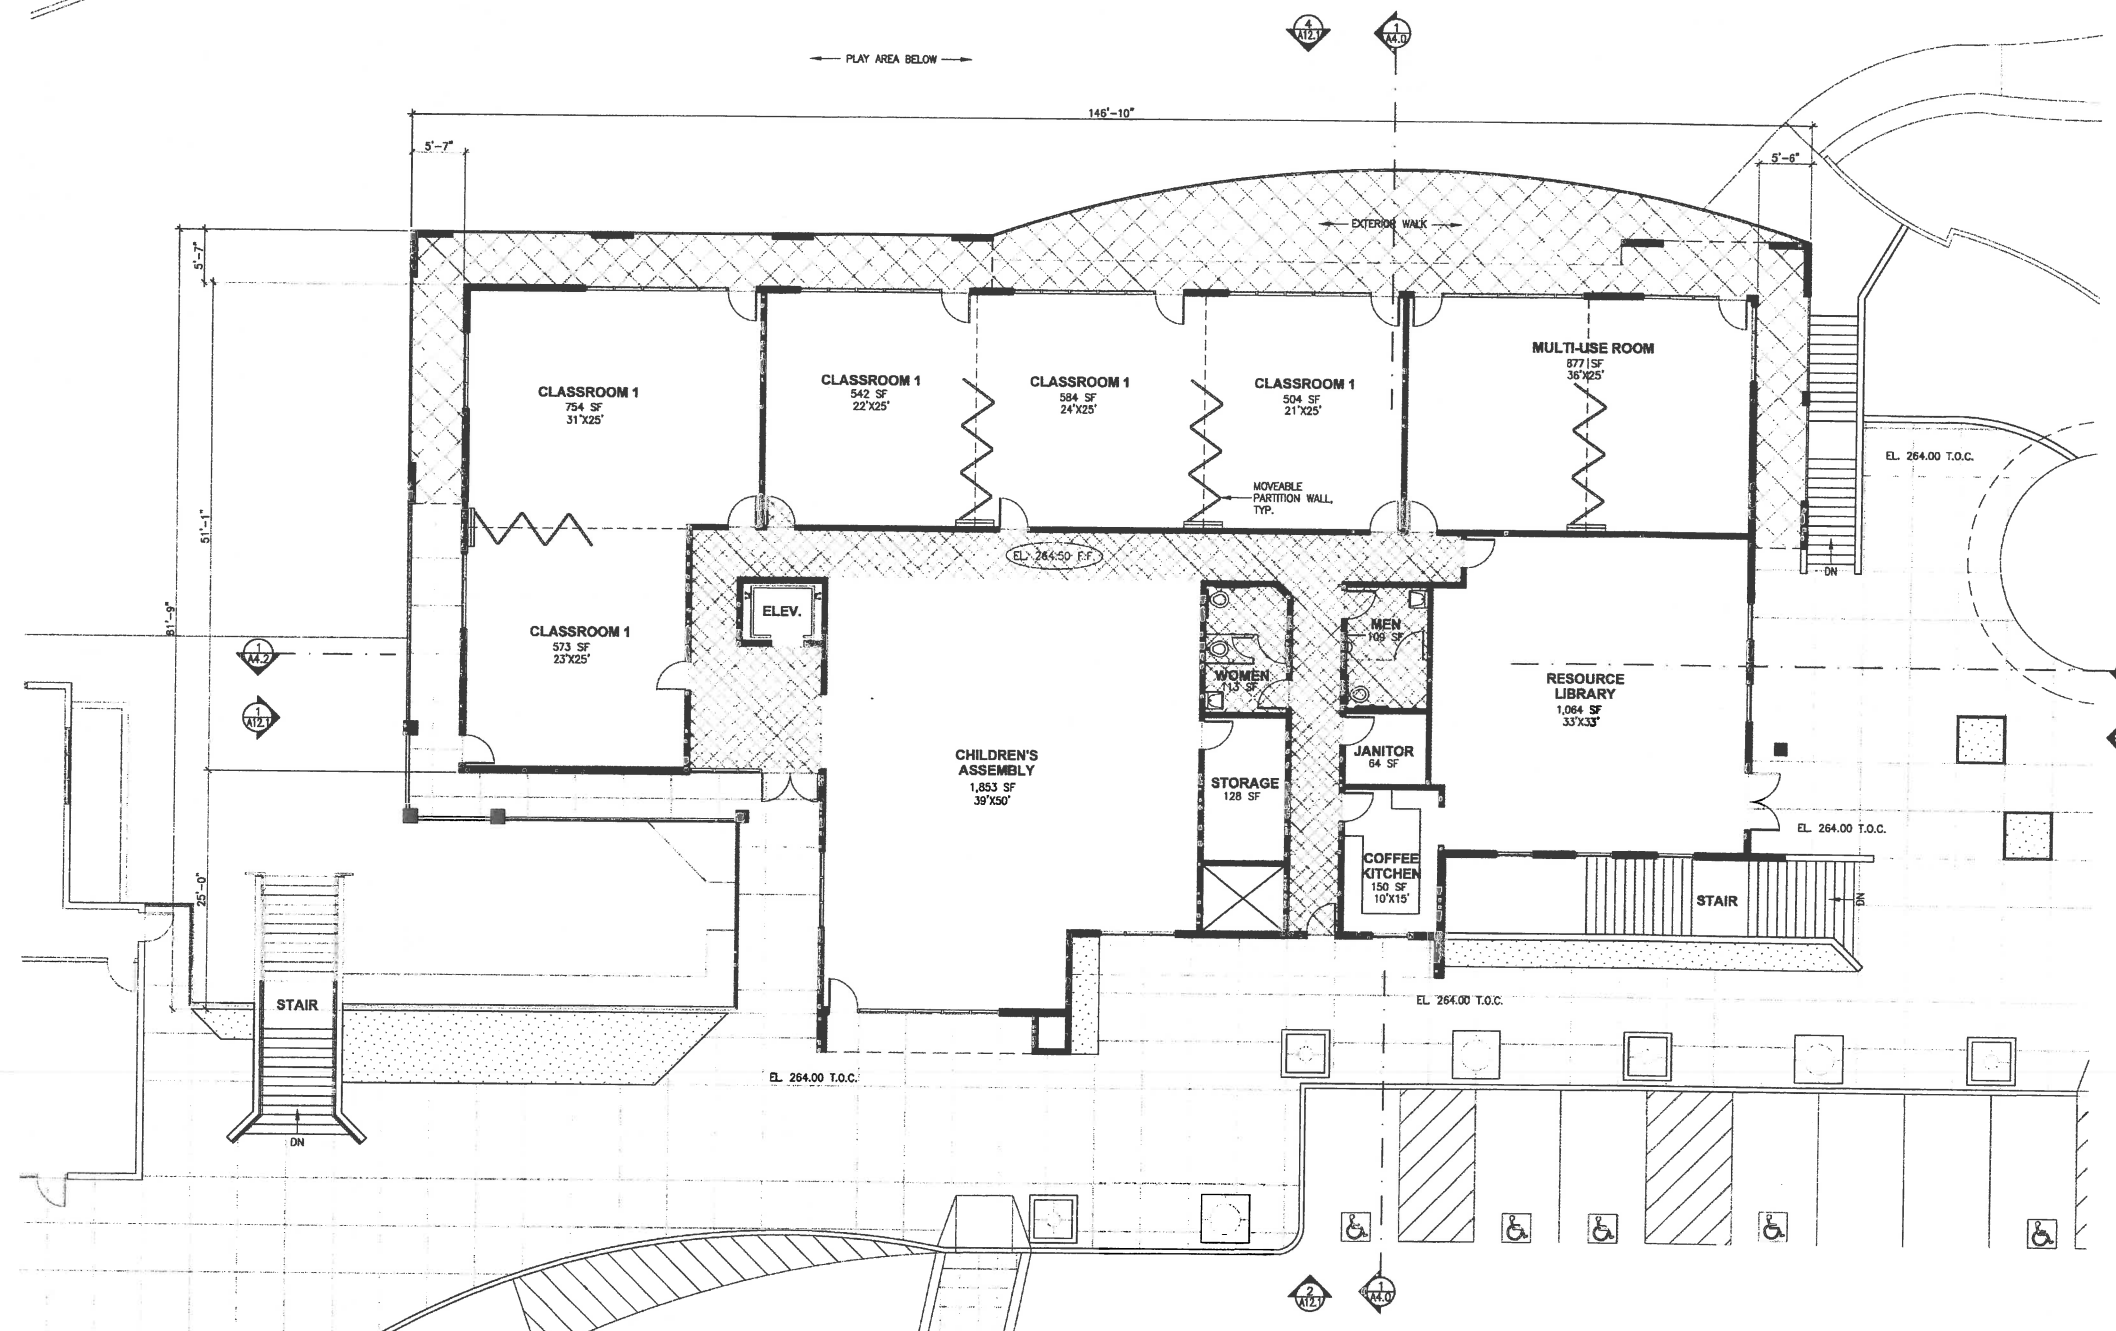 4
A12.1
1
A4.0
PLAY AREA BELOW
146'-10"
5'-7"
5'-6"
5'-7"
EXTERIOR WALK
CLASSROOM 1
754 SF
31'X25'
CLASSROOM 1
542 SF
22'X25'
CLASSROOM 1
584 SF
24'X25'
CLASSROOM 1
504 SF
21'X25'
MULTI-USE ROOM
877 SF
36'X25'
MOVEABLE
PARTITION WALL,
TYP.
EL. 264.00 T.O.C.
51'-1"
81'-9"
EL. 264.50 F.F.
DN
ELEV.
CLASSROOM 1
573 SF
23'X25'
1
A4.2
1
A12.1
WOMEN
113 SF
MEN
109 SF
RESOURCE
LIBRARY
1,064 SF
33'X33'
CHILDREN'S
ASSEMBLY
1,853 SF
39'X50'
JANITOR
64 SF
STORAGE
128 SF
EL. 264.00 T.O.C.
COFFEE
KITCHEN
150 SF
10'X15'
25'-0"
STAIR
DN
STAIR
DN
EL. 264.00 T.O.C.
EL. 264.00 T.O.C.
2
A12.1
1
A4.0